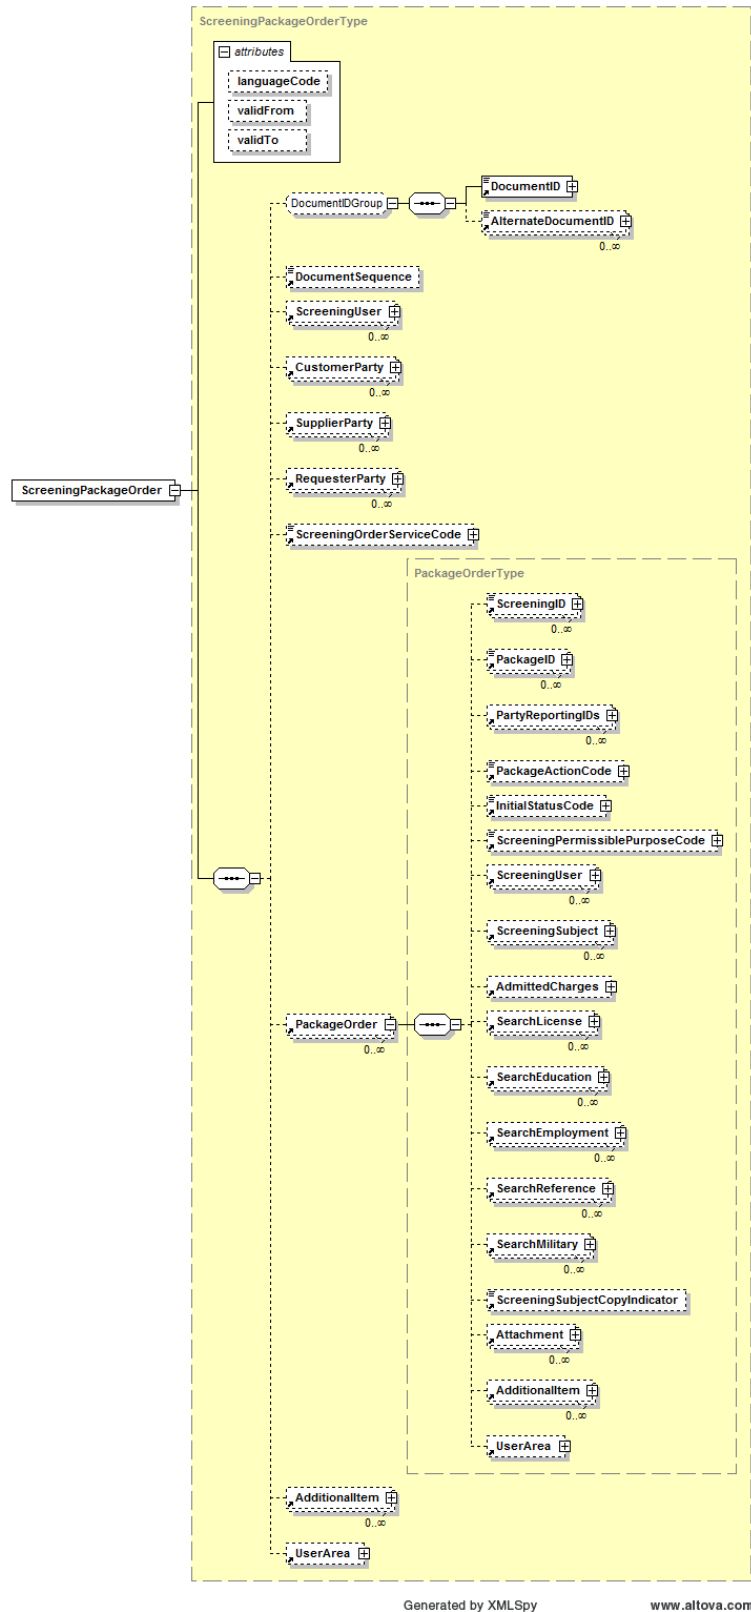 ScreeningPackageOrderType
attributes
languageCode
validFrom
validTo
DocumentIDGroup
DocumentID
AlternateDocumentID
0..∞
DocumentSequence
ScreeningUser
0..∞
CustomerParty
0..∞
SupplierParty
0..∞
RequesterParty
0..∞
ScreeningPackageOrder
ScreeningOrderServiceCode
PackageOrderType
ScreeningID
0..∞
PackageID
0..∞
PartyReportingIDs
0..∞
PackageActionCode
InitialStatusCode
ScreeningPermissiblePurposeCode
ScreeningUser
0..∞
ScreeningSubject
0..∞
AdmittedCharges
PackageOrder
0..∞
SearchLicense
0..∞
SearchEducation
0..∞
SearchEmployment
0..∞
SearchReference
0..∞
SearchMilitary
0..∞
ScreeningSubjectCopyIndicator
Attachment
0..∞
AdditionalItem
0..∞
UserArea
AdditionalItem
0..∞
UserArea
Generated by XMLSpy www.altova.com